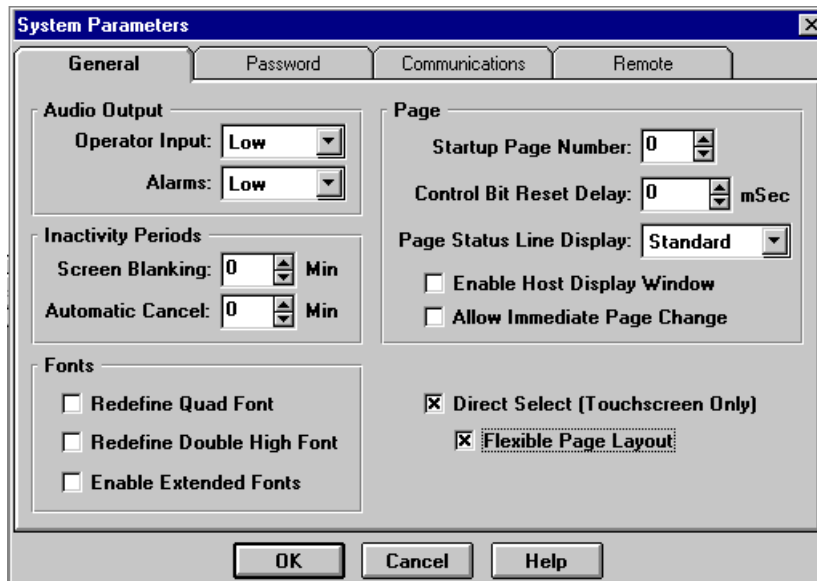 System Parameters
General
Password
Communications
Remote
Audio Output
Operator Input: Low
Alarms: Low
Inactivity Periods
Screen Blanking: 0 Min
Automatic Cancel: 0 Min
Fonts
Redefine Quad Font
Redefine Double High Font
Enable Extended Fonts
Page
Startup Page Number: 0
Control Bit Reset Delay: 0 mSec
Page Status Line Display: Standard
Enable Host Display Window
Allow Immediate Page Change
Direct Select (Touchscreen Only)
Flexible Page Layout
OK
Cancel
Help